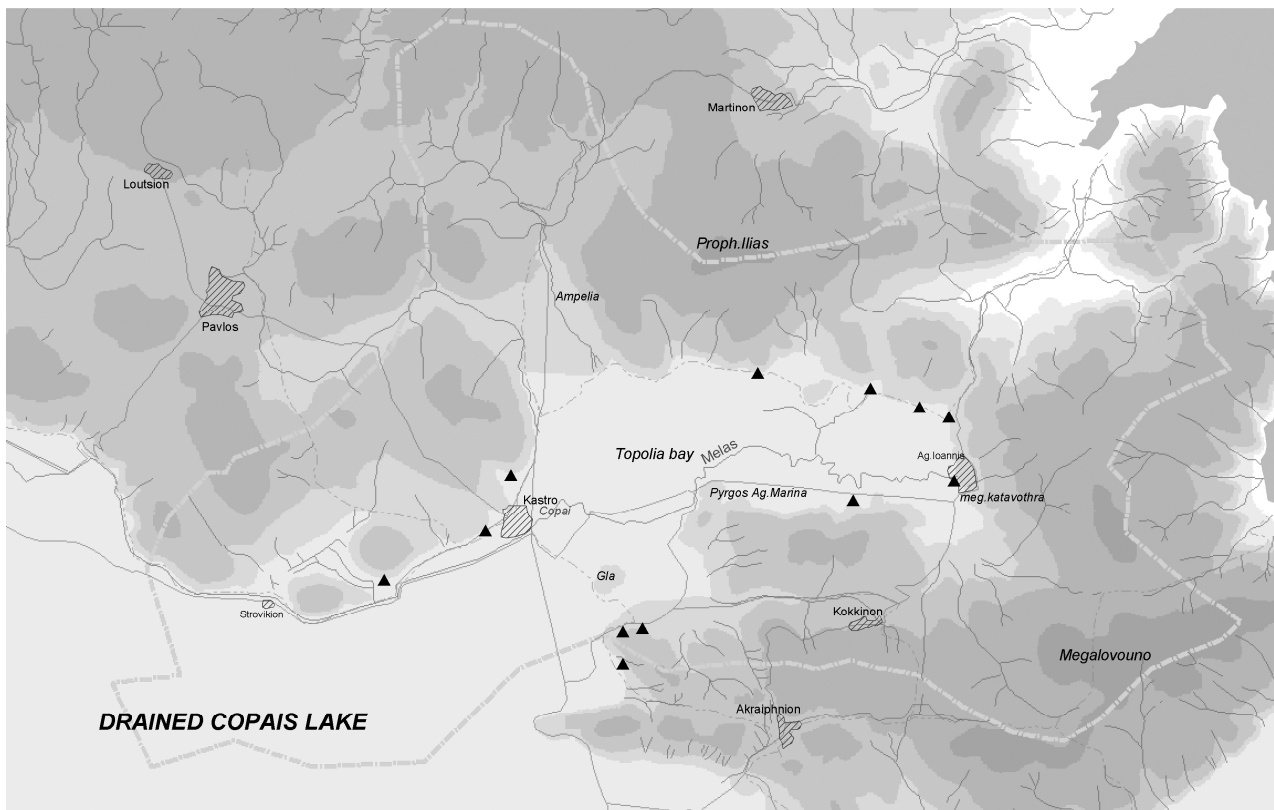 Martinon
Loutsion
Proph.Ilias
Ampelia
Pavlos
Topolia bay
Melas
Ag.Ioannis
Pyrgos Ag.Marina
meg.katavothra
Kastro
Copai
Gla
Strovikion
Kokkinon
Megalovouno
Akraiphnion
DRAINED COPAIS LAKE